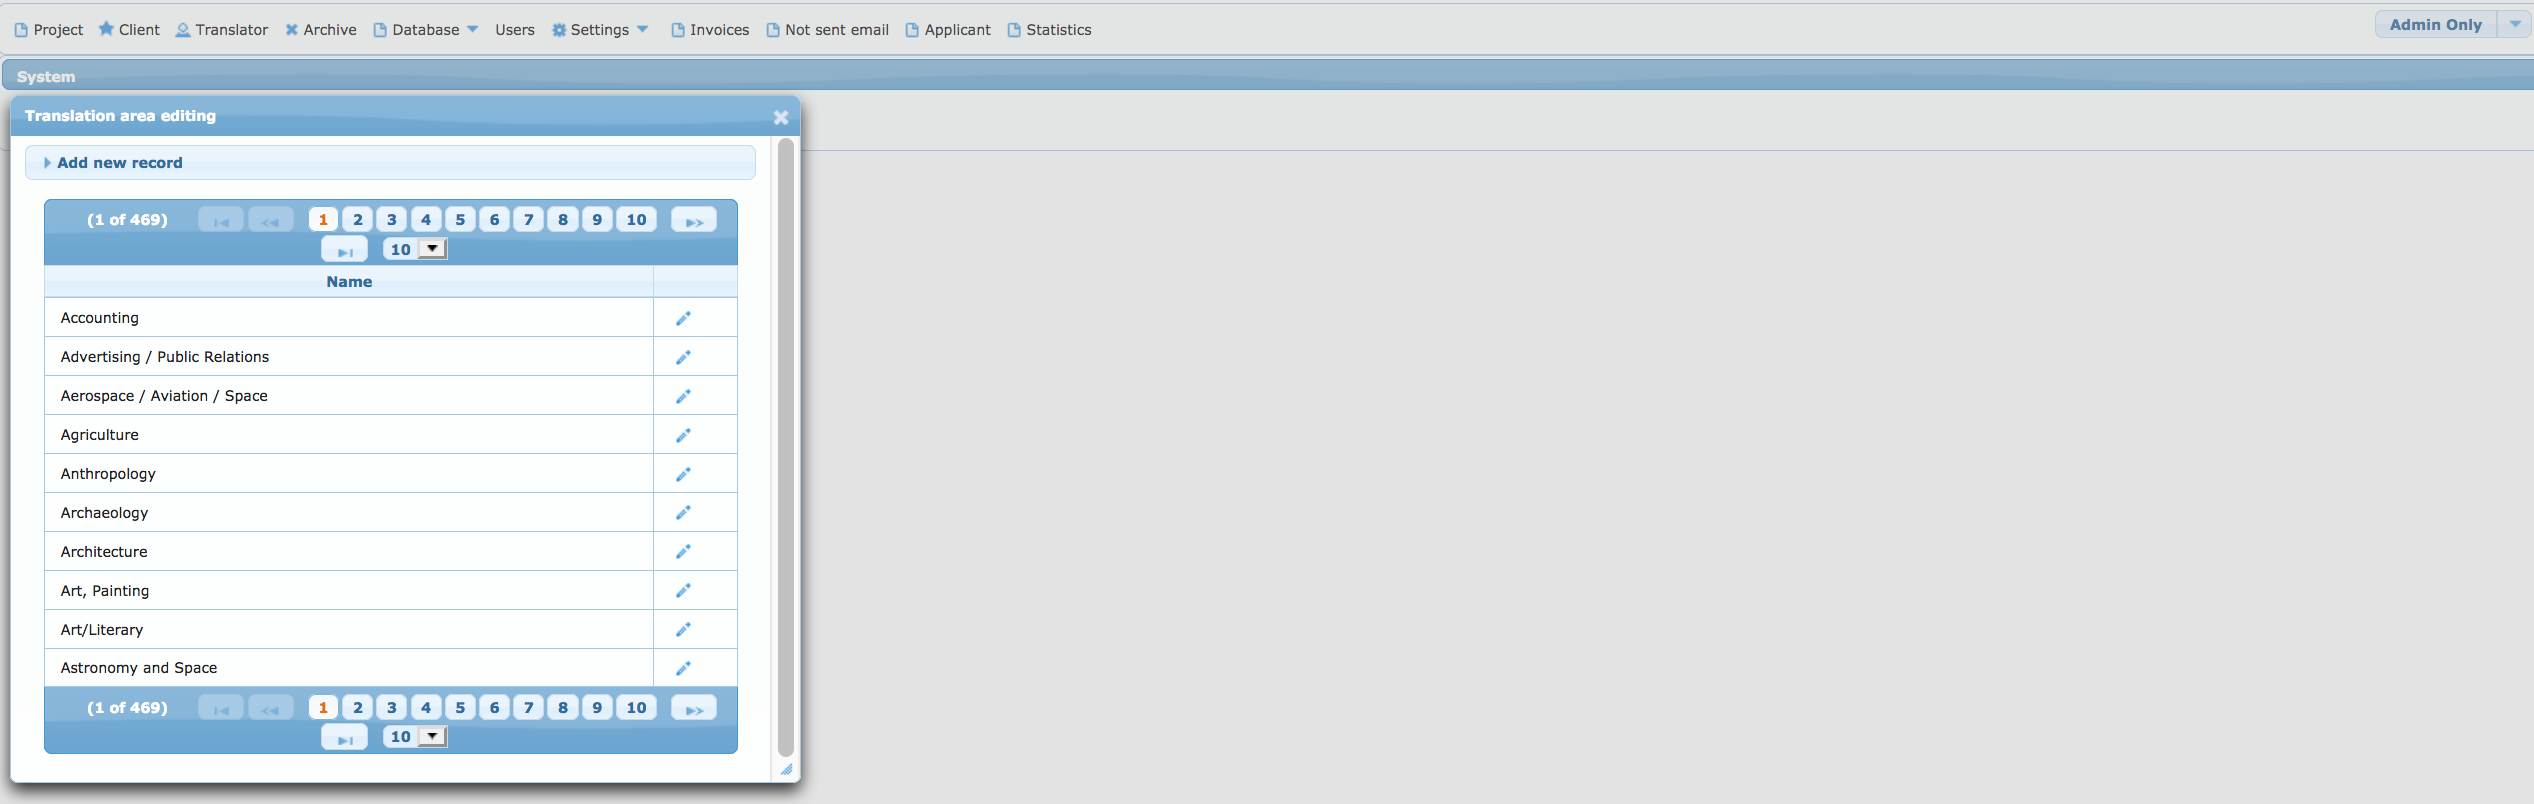 Project Client Translator Archive Database Users Settings Invoices Not sent email Applicant Statistics Admin Only
System
Translation area editing
Add new record
(1 of 469) 1 2 3 4 5 6 7 8 9 10
10
Name
Accounting
Advertising / Public Relations
Aerospace / Aviation / Space
Agriculture
Anthropology
Archaeology
Architecture
Art, Painting
Art/Literary
Astronomy and Space
(1 of 469) 1 2 3 4 5 6 7 8 9 10
10